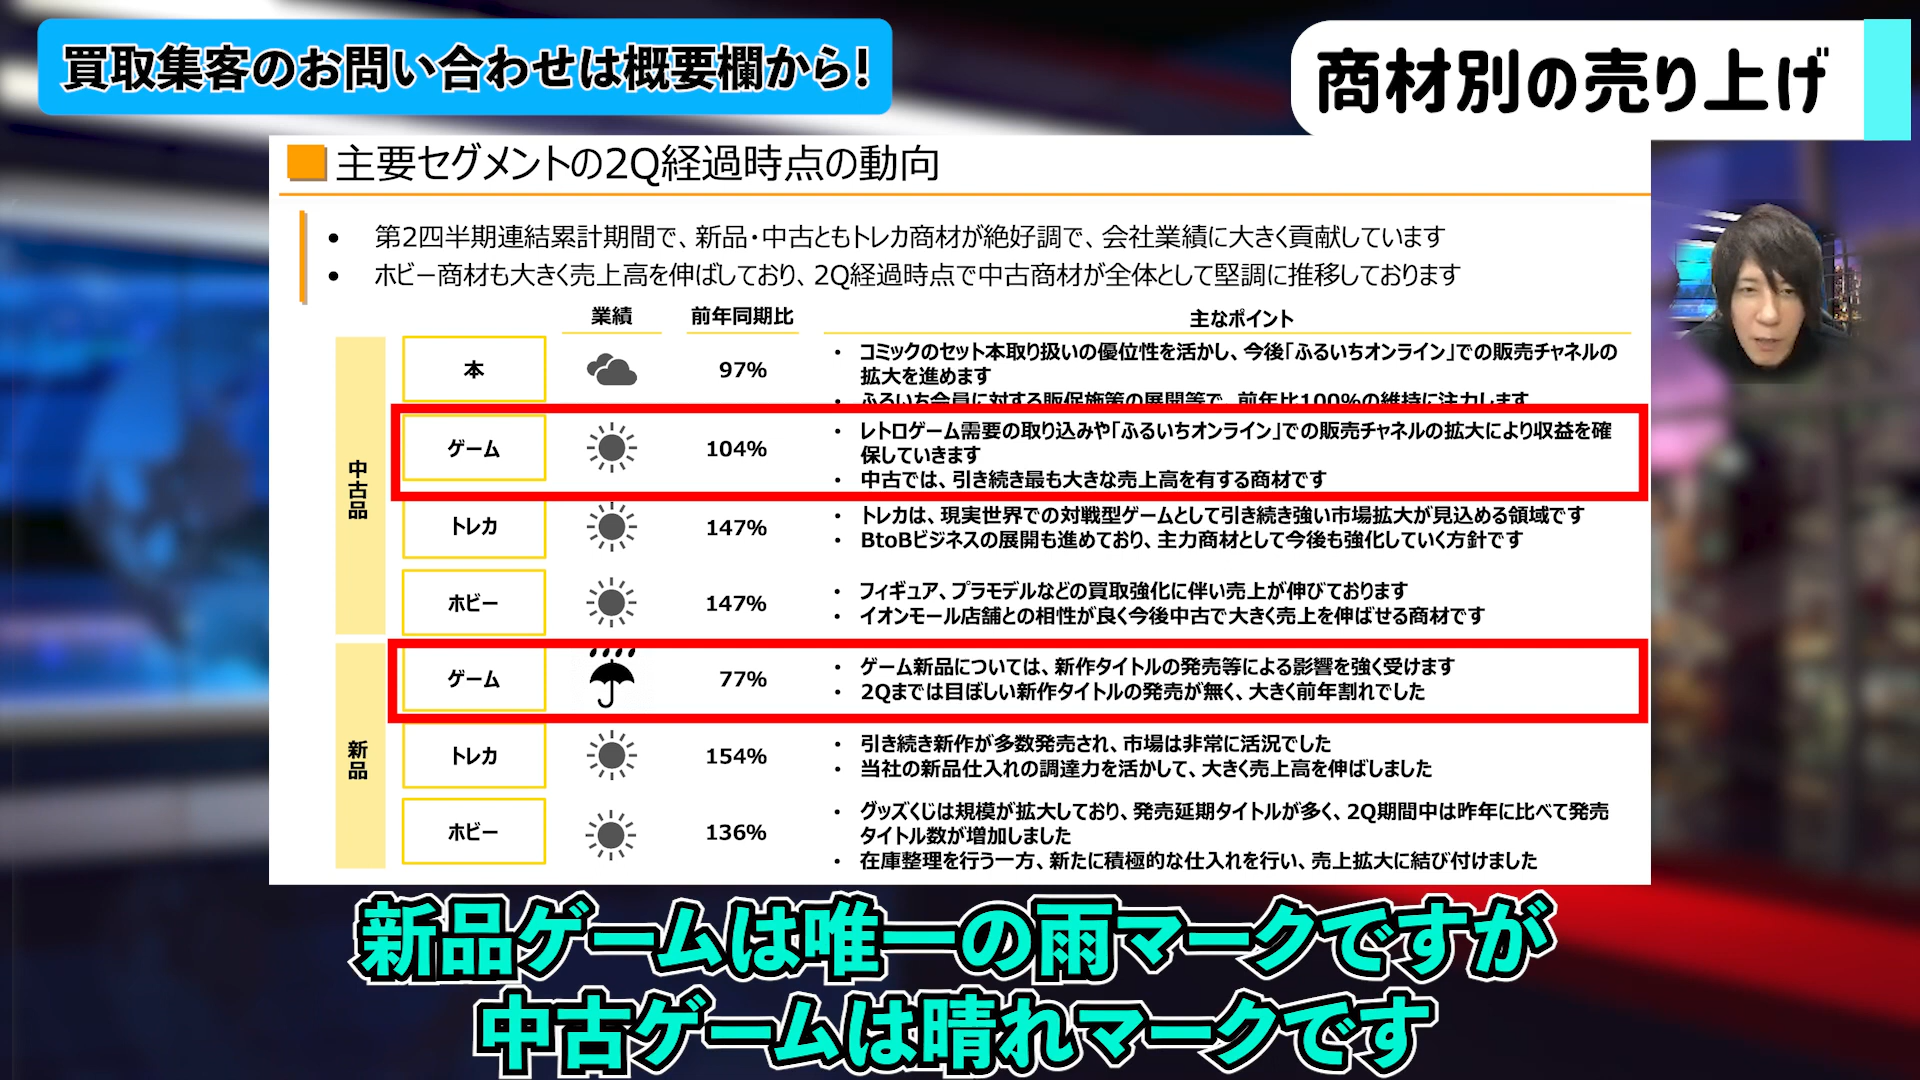 買取集客のお問い合わせは概要欄から!
商材別の売り上げ
主要セグメントの2Q経過時点の動向
• 第2四半期連結累計期間で、新品・中古ともトレカ商材が絶好調で、会社業績に大きく貢献しています
• ホビー商材も大きく売上高を伸ばしており、2Q経過時点で中古商材が全体として堅調に推移しております
業績 前年同期比 主なポイント
中古品
本 97%
• コミックのセット本取り扱いの優位性を活かし、今後「ふるいちオンライン」での販売チャネルの
拡大を進めます
• ふるいち会員に対する販促施策の展開等で、前年比100%の維持に注力します
ゲーム 104%
• レトロゲーム需要の取り込みや「ふるいちオンライン」での販売チャネルの拡大により収益を確
保していきます
• 中古では、引き続き最も大きな売上高を有する商材です
トレカ 147%
• トレカは、現実世界での対戦型ゲームとして引き続き強い市場拡大が見込める領域です
• BtoBビジネスの展開も進めており、主力商材として今後も強化していく方針です
ホビー 147%
• フィギュア、プラモデルなどの買取強化に伴い売上が伸びております
• イオンモール店舗との相性が良く今後中古で大きく売上を伸ばせる商材です
新品
ゲーム 77%
• ゲーム新品については、新作タイトルの発売等による影響を強く受けます
• 2Qまでは目ぼしい新作タイトルの発売が無く、大きく前年割れでした
トレカ 154%
• 引き続き新作が多数発売され、市場は非常に活況でした
• 当社の新品仕入れの調達力を活かして、大きく売上高を伸ばしました
ホビー 136%
• グッズくじは規模が拡大しており、発売延期タイトルが多く、2Q期間中は昨年に比べて発売
タイトル数が増加しました
• 在庫整理を行う一方、新たに積極的な仕入れを行い、売上拡大に結び付けました
新品ゲームは唯一の雨マークですが
中古ゲームは晴れマークです